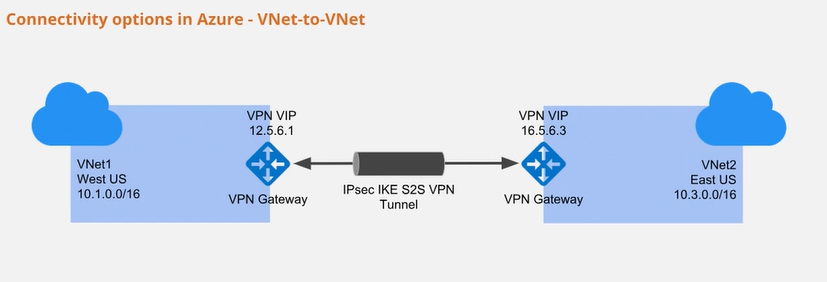 Connectivity options in Azure - VNet-to-VNet
VPN VIP
12.5.6.1
VPN VIP
16.5.6.3
VNet1
West US
10.1.0.0/16
VPN Gateway
IPsec IKE S2S VPN
Tunnel
VPN Gateway
VNet2
East US
10.3.0.0/16